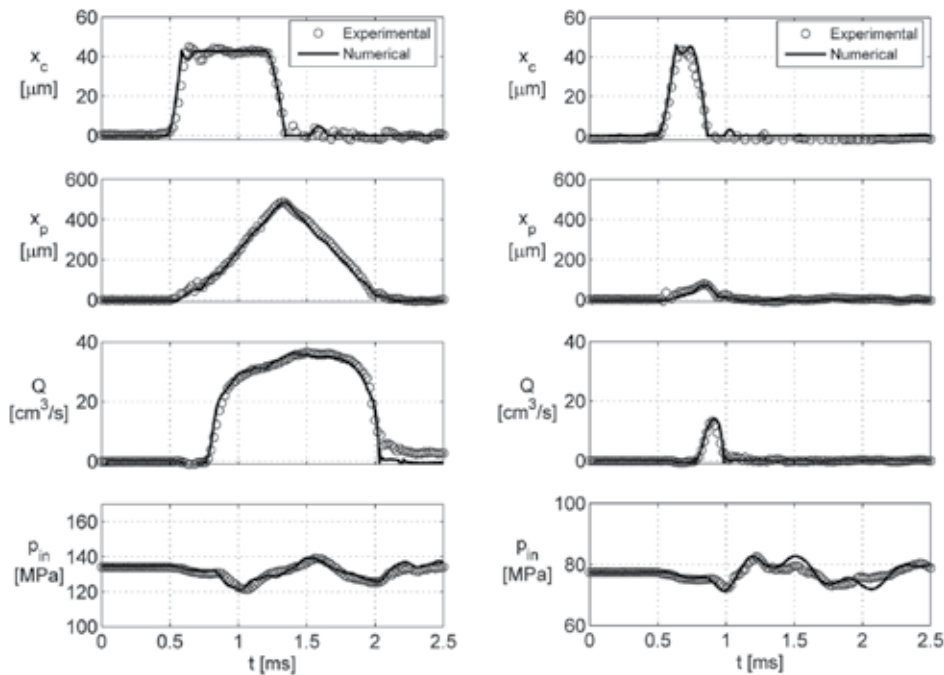 60
40
20
0
x_c
[μm]
Experimental
Numerical
600
400
200
0
x_p
[μm]
40
20
0
Q
[cm³/s]
160
140
120
100
p_in
[MPa]
0 0.5 1 1.5 2 2.5
t [ms]
60
40
20
0
x_c
[μm]
Experimental
Numerical
600
400
200
0
x_p
[μm]
40
20
0
Q
[cm³/s]
100
80
60
p_in
[MPa]
0 0.5 1 1.5 2 2.5
t [ms]